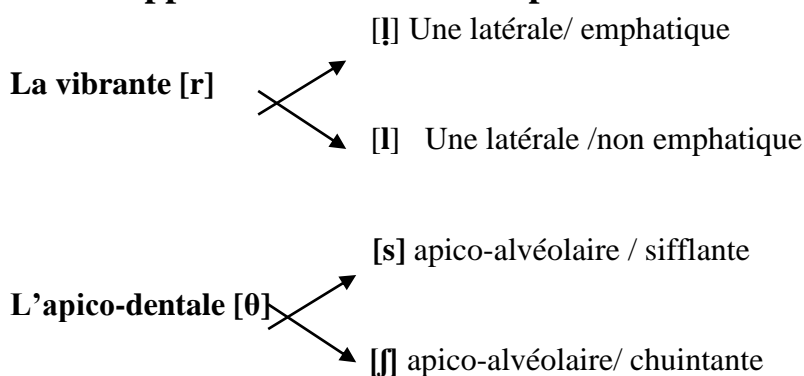 [ḷ] Une latérale/ emphatique
La vibrante [r]
[l] Une latérale /non emphatique
[s] apico-alvéolaire / sifflante
L’apico-dentale [θ]
[ʃ] apico-alvéolaire/ chuintante